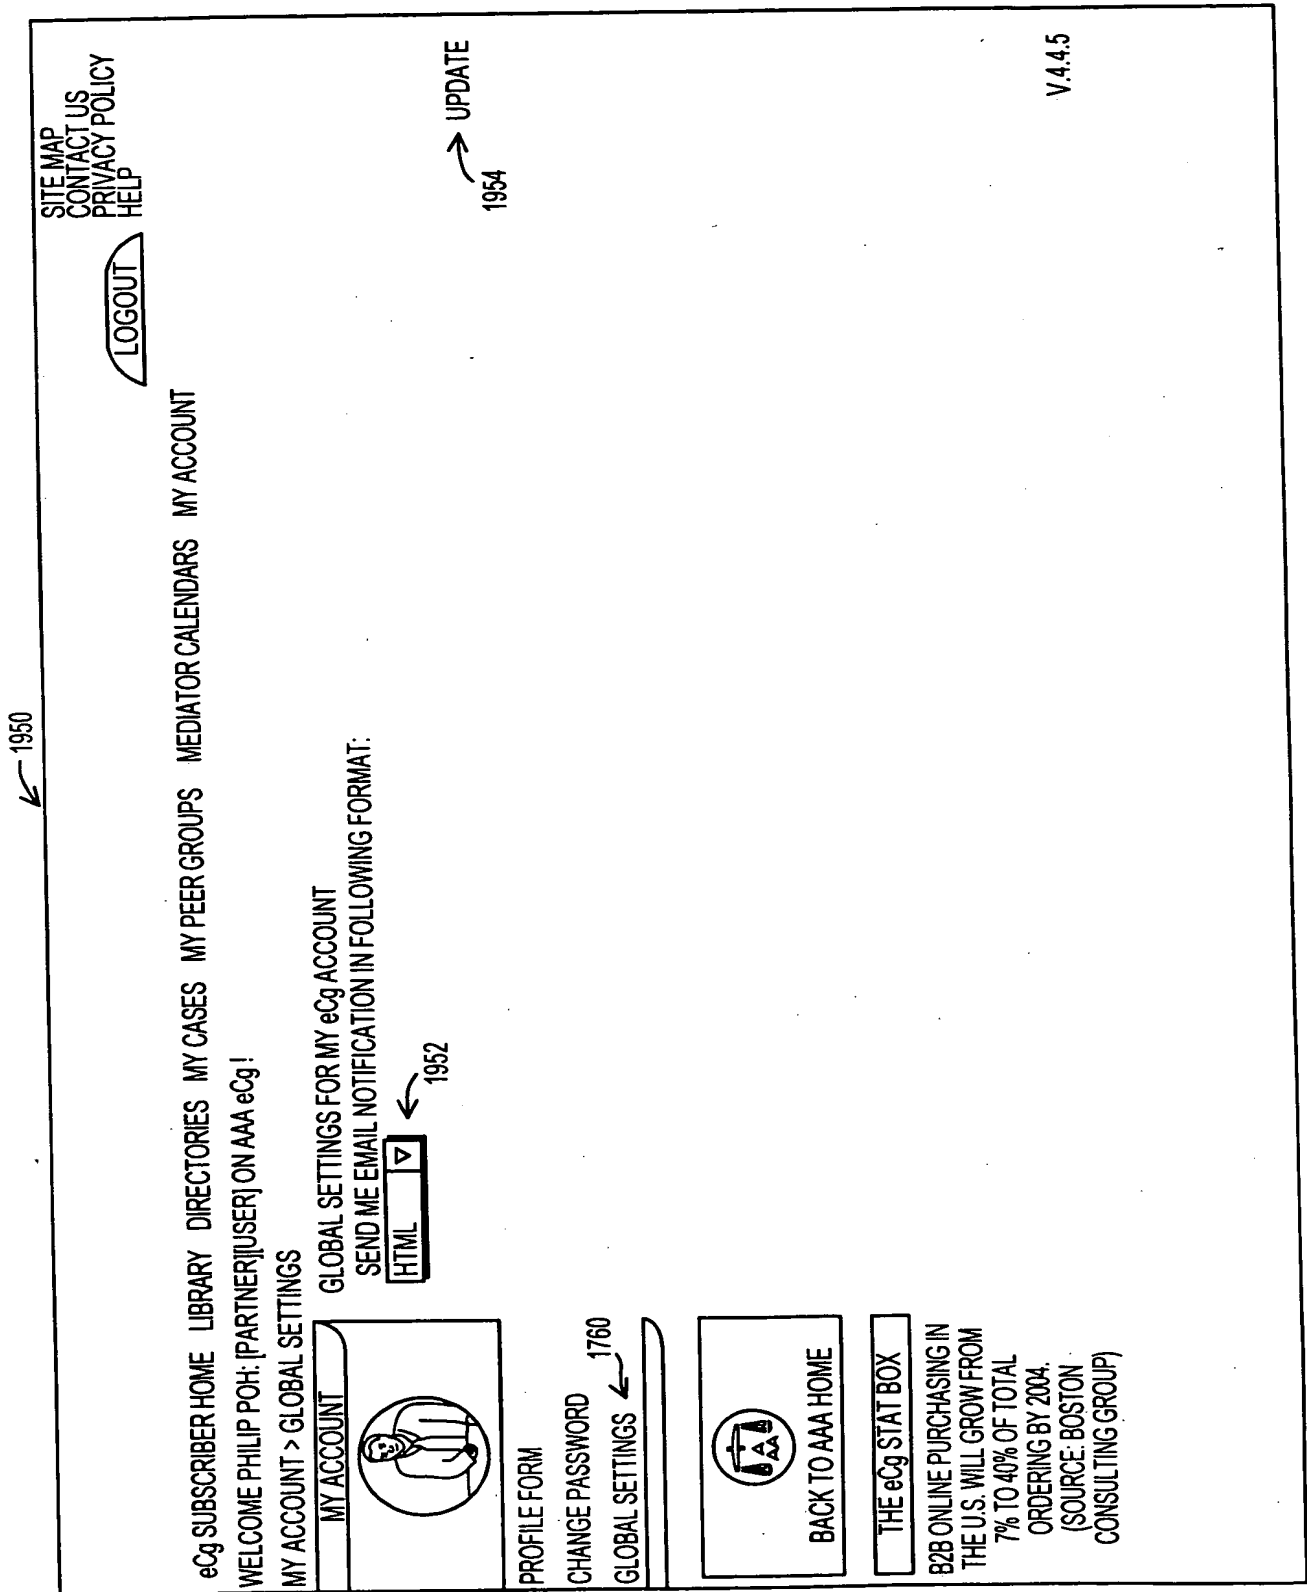 1950
SITE MAP
CONTACT US
PRIVACY POLICY
HELP
LOGOUT
eCg SUBSCRIBER HOME LIBRARY DIRECTORIES MY CASES MY PEER GROUPS MEDIATOR CALENDARS MY ACCOUNT
WELCOME PHILIP POH: [PARTNER][USER] ON AAA eCg !
MY ACCOUNT > GLOBAL SETTINGS
MY ACCOUNT
GLOBAL SETTINGS FOR MY eCg ACCOUNT
SEND ME EMAIL NOTIFICATION IN FOLLOWING FORMAT:
HTML
1952
UPDATE
1954
PROFILE FORM
CHANGE PASSWORD
GLOBAL SETTINGS
1760
AAA
BACK TO AAA HOME
THE eCg STAT BOX
B2B ONLINE PURCHASING IN
THE U.S. WILL GROW FROM
7% TO 40% OF TOTAL
ORDERING BY 2004.
(SOURCE: BOSTON
CONSULTING GROUP)
V.4.4.5